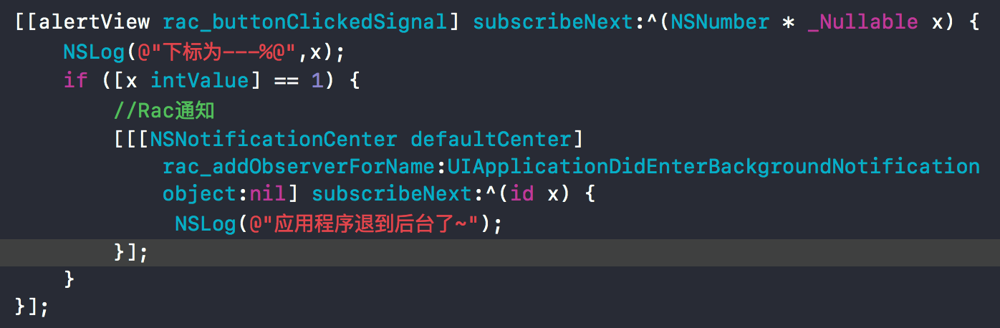 [[alertView rac_buttonClickedSignal] subscribeNext:^(NSNumber * _Nullable x) {
    NSLog(@"下标为---%@",x);
    if ([x intValue] == 1) {
        //Rac通知
        [[[NSNotificationCenter defaultCenter]
            rac_addObserverForName:UIApplicationDidEnterBackgroundNotification
            object:nil] subscribeNext:^(id x) {
             NSLog(@"应用程序退到后台了~");
        }];
    }
}];